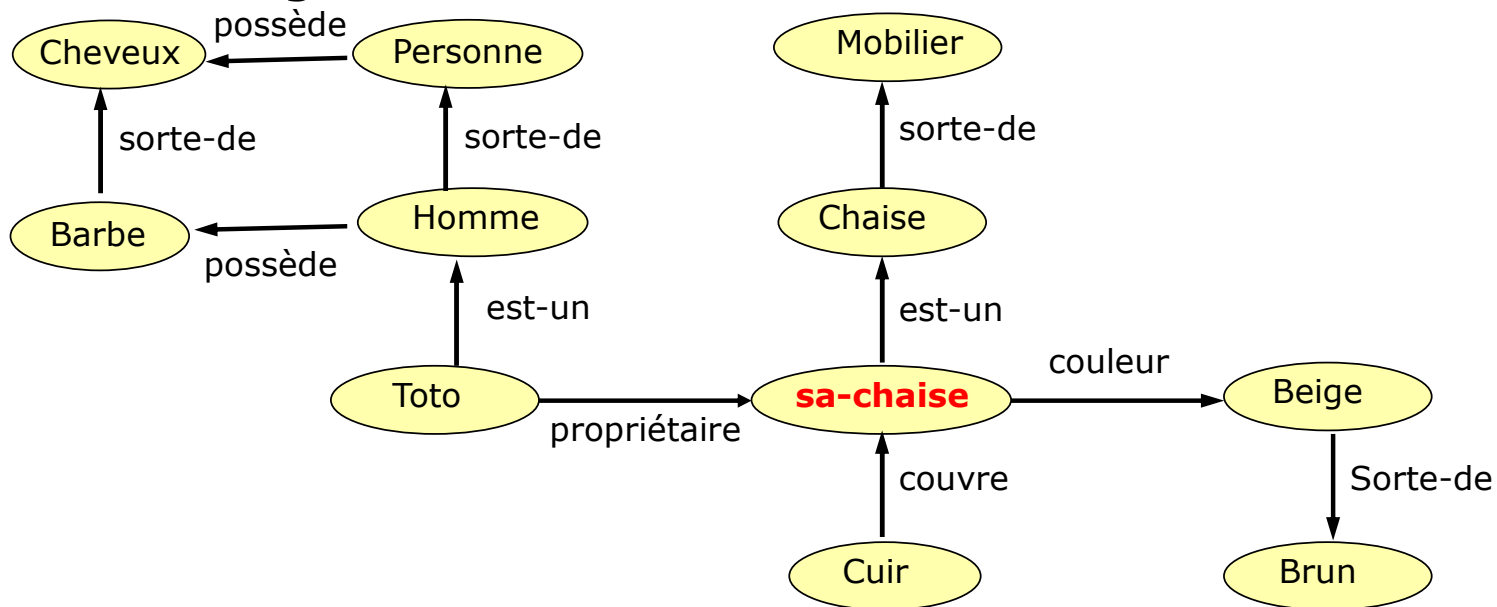 possède
Cheveux
Personne
Mobilier
sorte-de
sorte-de
sorte-de
Barbe
Homme
Chaise
possède
est-un
est-un
couleur
Toto
sa-chaise
Beige
propriétaire
couvre
Sorte-de
Cuir
Brun